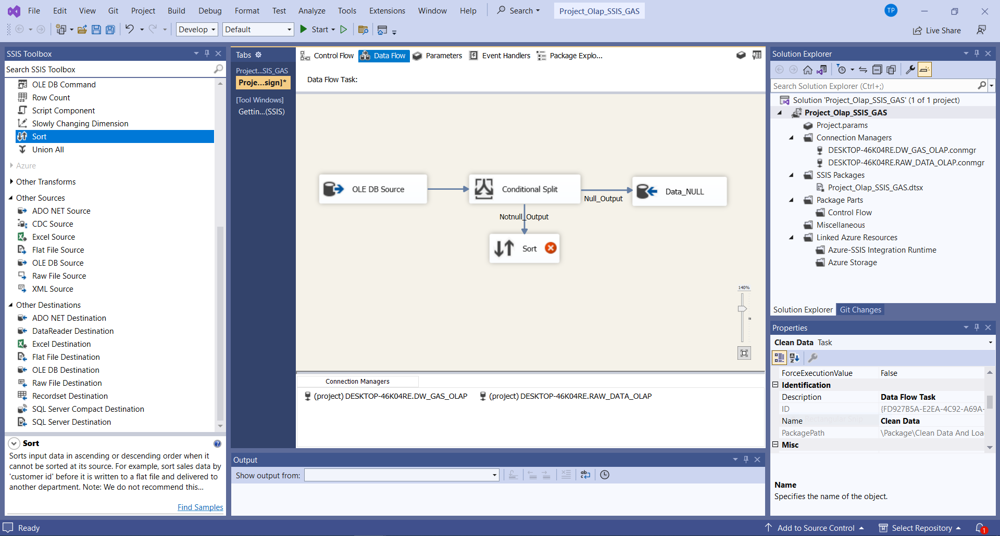 File Edit View Git Project Build Debug Format Test Analyze Tools Extensions Window Help Search Project_Olap_SSIS_GAS TP
Develop Default Start Live Share
SSIS Toolbox
Search SSIS Toolbox
OLE DB Command
Row Count
Script Component
Slowly Changing Dimension
Sort
Union All
Azure
Other Transforms
Other Sources
ADO NET Source
CDC Source
Excel Source
Flat File Source
OLE DB Source
Raw File Source
XML Source
Other Destinations
ADO NET Destination
DataReader Destination
Excel Destination
Flat File Destination
OLE DB Destination
Raw File Destination
Recordset Destination
SQL Server Compact Destination
SQL Server Destination
Sort
Sorts input data in ascending or descending order when it
cannot be sorted at its source. For example, sort sales data by
'customer id' before it is written to a flat file and delivered to
another department. Note: We do not recommend this...
Find Samples
Tabs
Project...SIS_GAS
Proje...sign]*
[Tool Windows]
Gettin...(SSIS)
Control Flow Data Flow Parameters Event Handlers Package Explo...
Data Flow Task:
OLE DB Source
Conditional Split
Null_Output
Data_NULL
Notnull_Output
Sort
140%
Connection Managers
(project) DESKTOP-46K04RE.DW_GAS_OLAP (project) DESKTOP-46K04RE.RAW_DATA_OLAP
Output
Show output from:
Solution Explorer
Search Solution Explorer (Ctrl+;)
Solution 'Project_Olap_SSIS_GAS' (1 of 1 project)
Project_Olap_SSIS_GAS
Project.params
Connection Managers
DESKTOP-46K04RE.DW_GAS_OLAP.conmgr
DESKTOP-46K04RE.RAW_DATA_OLAP.conmgr
SSIS Packages
Project_Olap_SSIS_GAS.dtsx
Package Parts
Control Flow
Miscellaneous
Linked Azure Resources
Azure-SSIS Integration Runtime
Azure Storage
Solution Explorer Git Changes
Properties
Clean Data Task
ForceExecutionValue False
Identification
Description Data Flow Task
ID {FD927B5A-E2EA-4C92-A69A-
Name Clean Data
PackagePath \Package\Clean Data And Loa
Misc
Name
Specifies the name of the object.
Ready Add to Source Control Select Repository 1